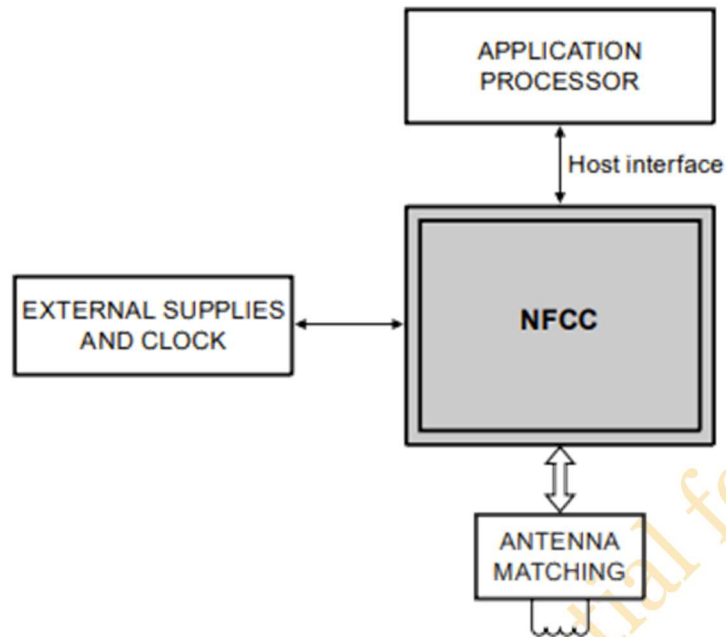 APPLICATION
PROCESSOR
Host interface
EXTERNAL SUPPLIES
AND CLOCK
NFCC
ANTENNA
MATCHING